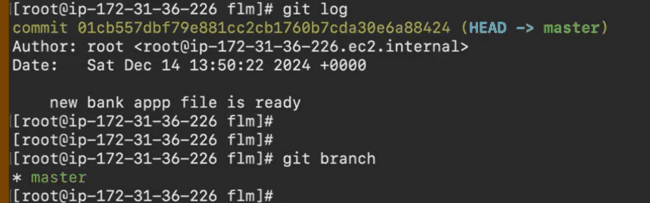 [root@ip-172-31-36-226 flm]# git log
commit 01cb557dbf79e881cc2cb1760b7cda30e6a88424 (HEAD -> master)
Author: root <root@ip-172-31-36-226.ec2.internal>
Date:   Sat Dec 14 13:50:22 2024 +0000
    new bank appp file is ready
[root@ip-172-31-36-226 flm]#
[root@ip-172-31-36-226 flm]#
[root@ip-172-31-36-226 flm]# git branch
* master
[root@ip-172-31-36-226 flm]#